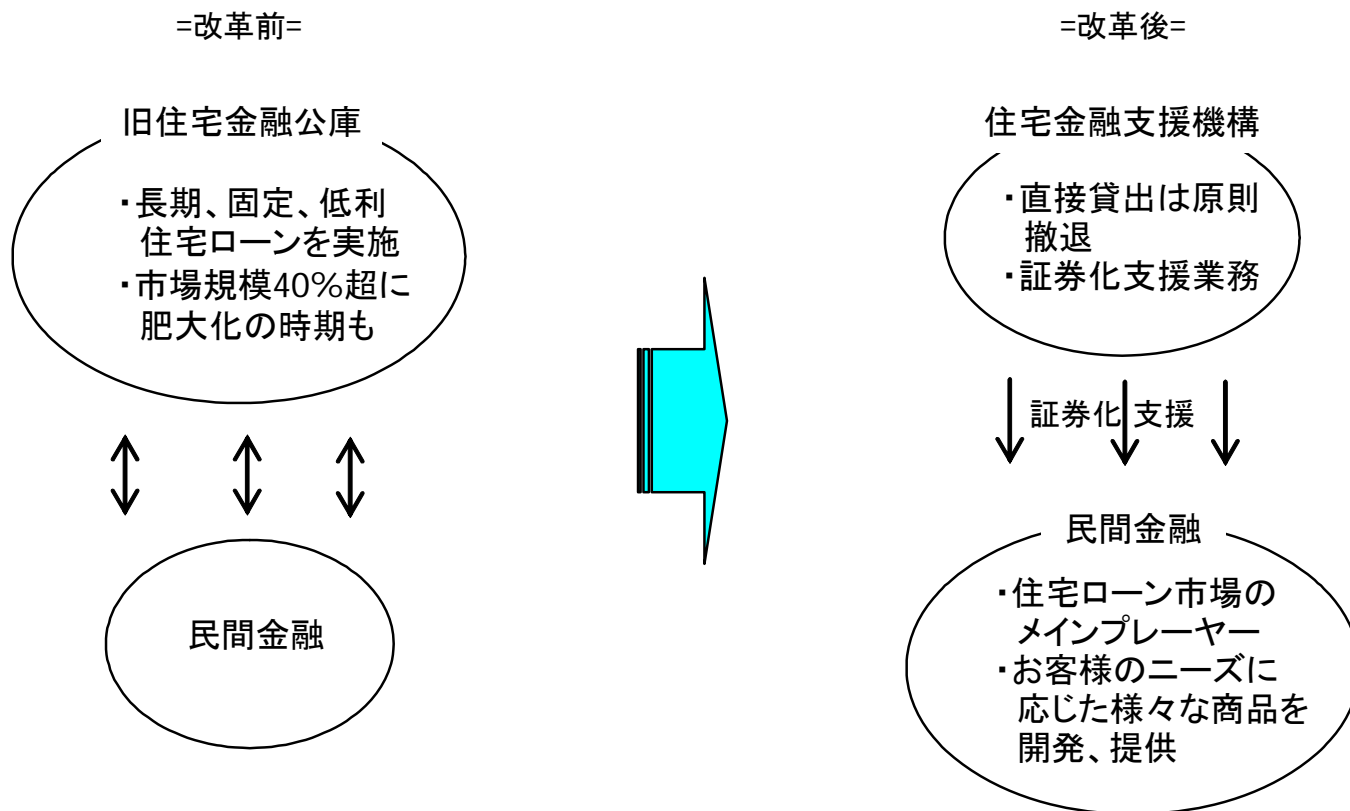 =改革前=
旧住宅金融公庫
・長期、固定、低利
住宅ローンを実施
・市場規模40%超に
肥大化の時期も
民間金融
=改革後=
住宅金融支援機構
・直接貸出は原則
撤退
・証券化支援業務
証券化支援
民間金融
・住宅ローン市場の
メインプレーヤー
・お客様のニーズに
応じた様々な商品を
開発、提供